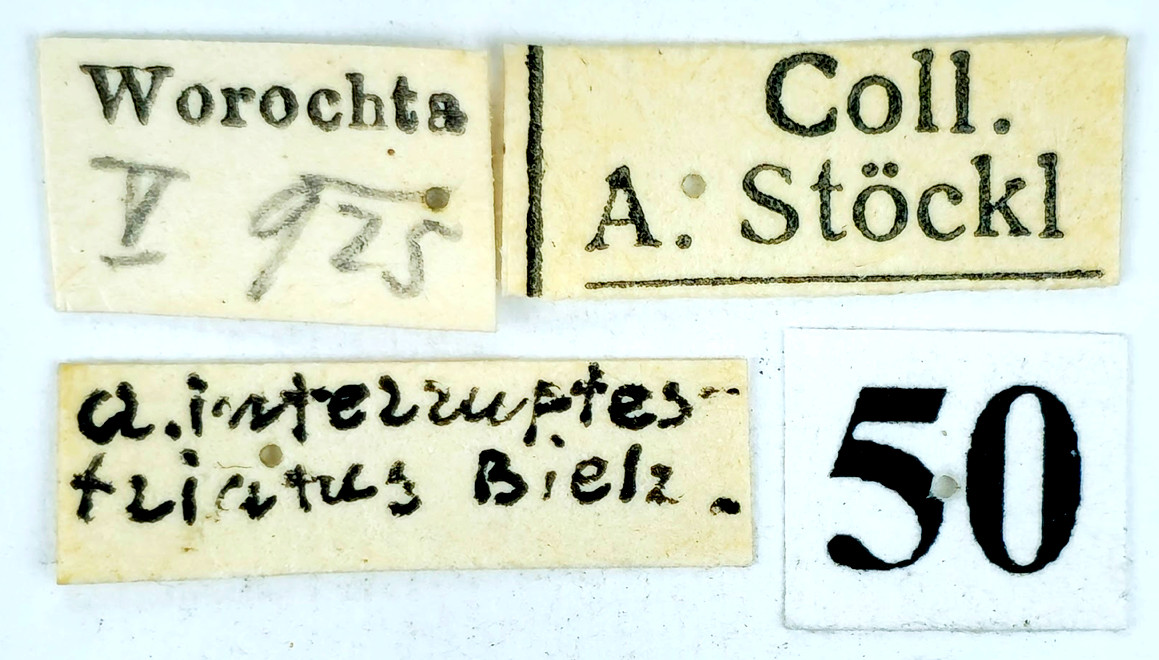 Worochta
V 925
Coll.
A. Stöckl
a. interruptes-
triatus Bielz.
50